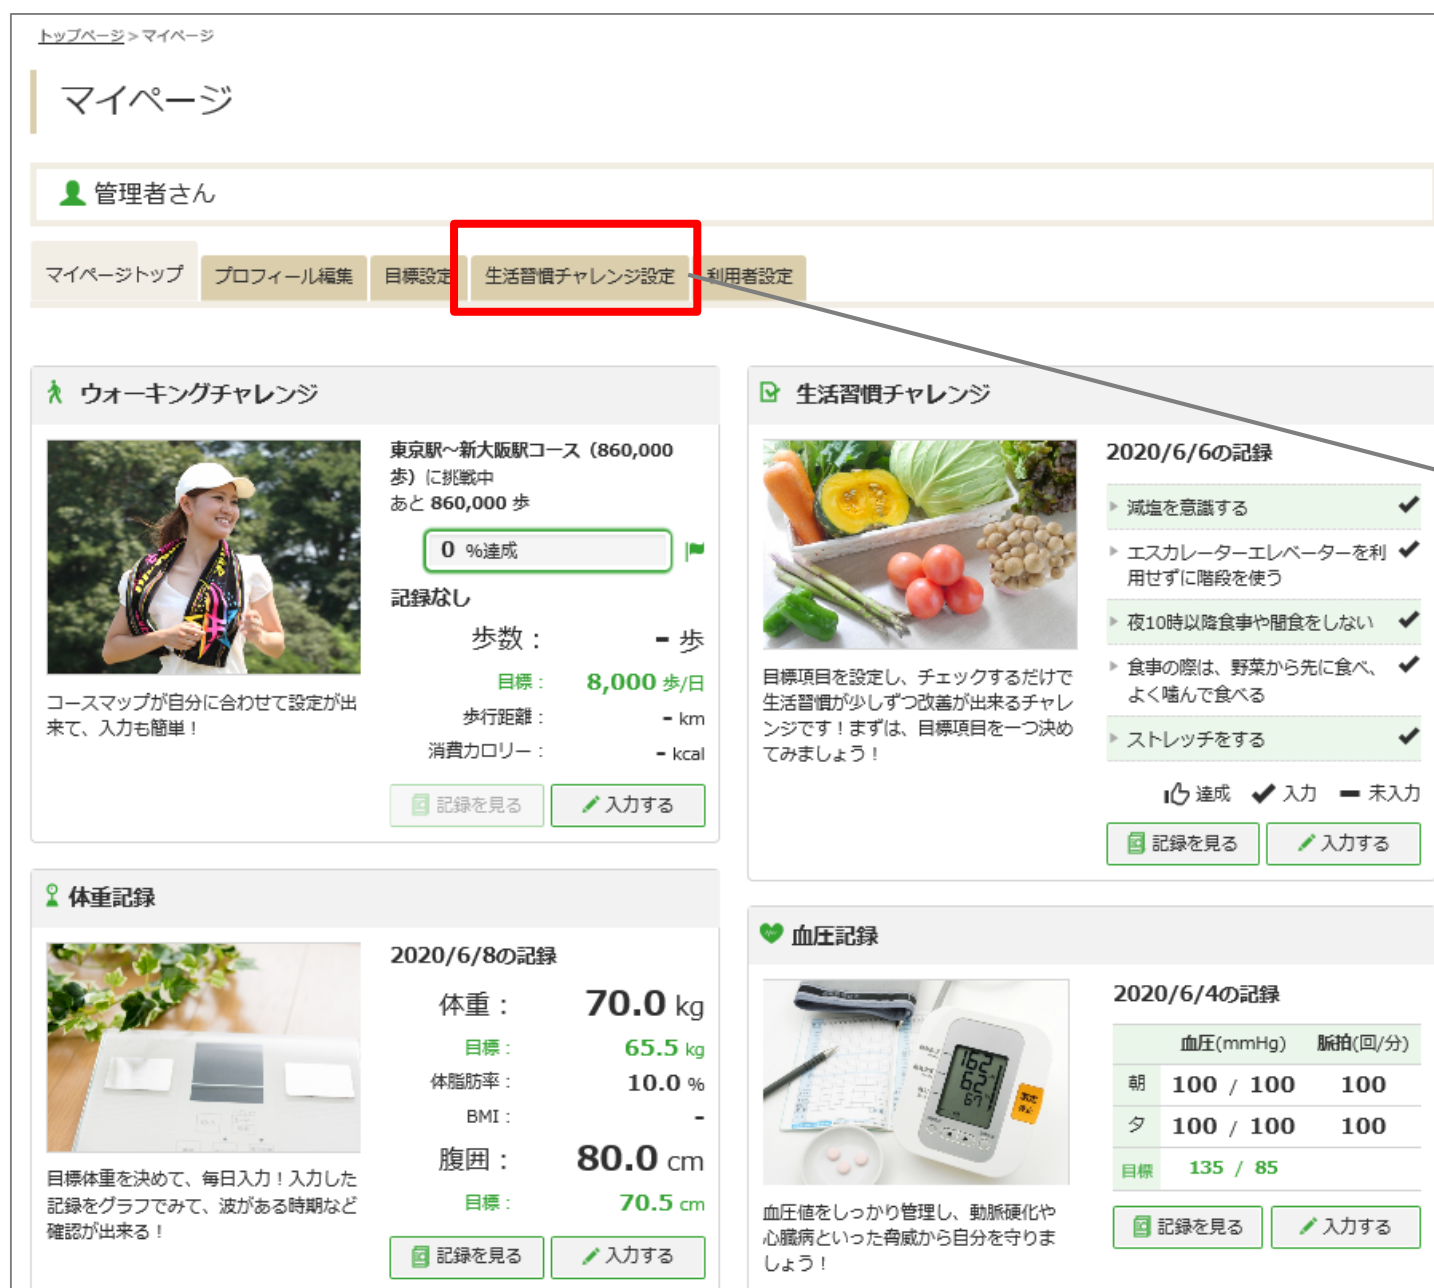 トップページ > マイページ
マイページ
管理者さん
マイページトップ
プロフィール編集
目標設定
生活習慣チャレンジ設定
利用者設定
ウォーキングチャレンジ
東京駅~新大阪駅コース（860,000
歩）に挑戦中
あと 860,000 歩
0 %達成
記録なし
歩数： - 歩
目標： 8,000 歩/日
歩行距離： - km
消費カロリー： - kcal
コースマップが自分に合わせて設定が出
来て、入力も簡単！
記録を見る
入力する
生活習慣チャレンジ
2020/6/6の記録
減塩を意識する
エスカレーターエレベーターを利
用せずに階段を使う
夜10時以降食事や間食をしない
食事の際は、野菜から先に食べ、
よく噛んで食べる
ストレッチをする
達成 入力 未入力
目標項目を設定し、チェックするだけで
生活習慣が少しずつ改善が出来るチャレ
ンジです！まずは、目標項目を一つ決め
てみましょう！
記録を見る
入力する
体重記録
2020/6/8の記録
体重： 70.0 kg
目標： 65.5 kg
体脂肪率： 10.0 %
BMI： -
腹囲： 80.0 cm
目標： 70.5 cm
目標体重を決めて、毎日入力！入力した
記録をグラフでみて、波がある時期など
確認が出来る！
記録を見る
入力する
血圧記録
2020/6/4の記録
血圧(mmHg) 脈拍(回/分)
朝 100 / 100 100
夕 100 / 100 100
目標 135 / 85
162
62
67
血圧値をしっかり管理し、動脈硬化や
心臓病といった脅威から自分を守りま
しょう！
記録を見る
入力する